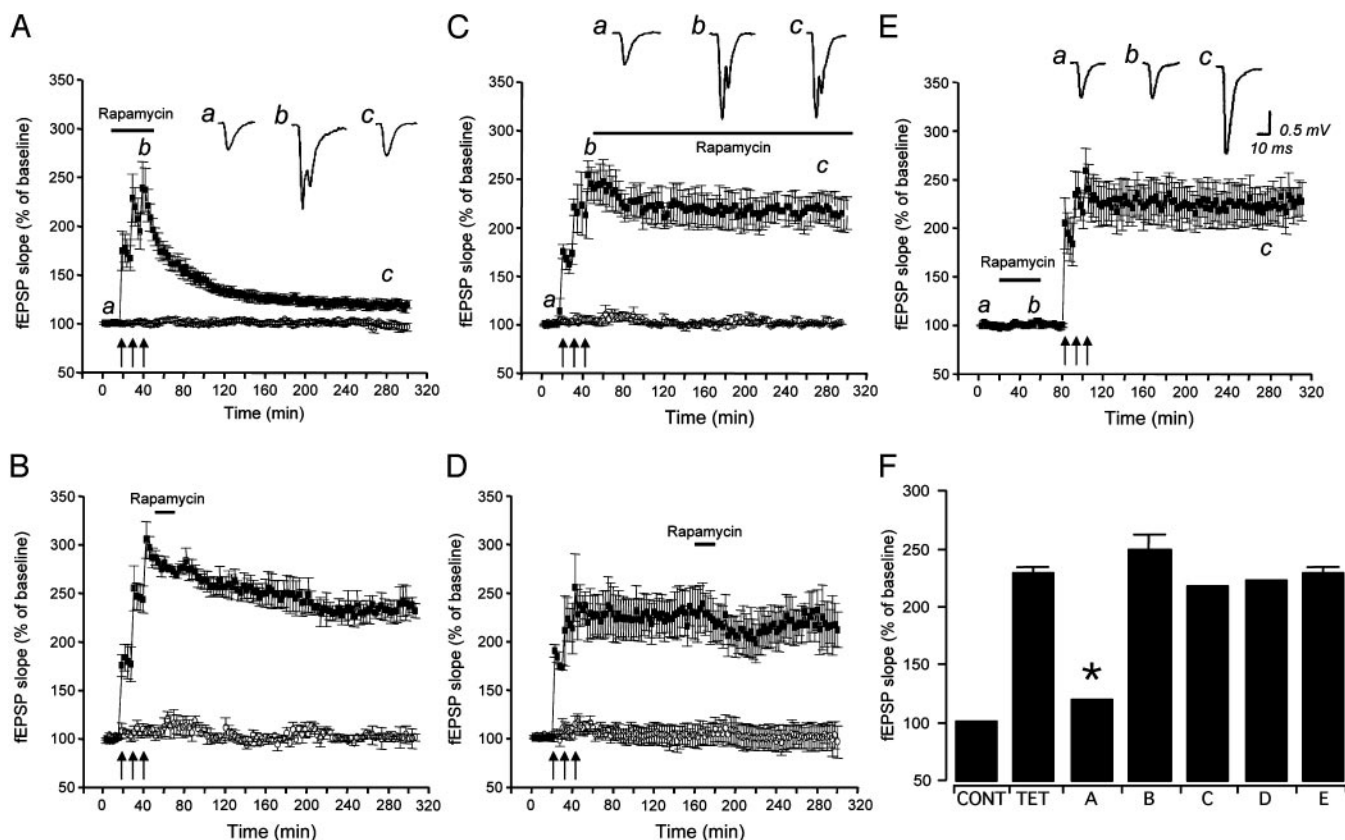 A
fEPSP slope (% of baseline)
350
300
250
200
150
100
50
Rapamycin
a
b
c
a
b
c
0 40 80 120 160 200 240 280 320
Time (min)
C
fEPSP slope (% of baseline)
350
300
250
200
150
100
50
a
b
c
Rapamycin
a
b
c
0 40 80 120 160 200 240 280 320
Time (min)
E
fEPSP slope (% of baseline)
350
300
250
200
150
100
50
a
b
c
0.5 mV
10 ms
Rapamycin
a
b
c
0 40 80 120 160 200 240 280 320
Time (min)
B
fEPSP slope (% of baseline)
350
300
250
200
150
100
50
Rapamycin
0 40 80 120 160 200 240 280 320
Time (min)
D
fEPSP slope (% of baseline)
350
300
250
200
150
100
50
Rapamycin
0 40 80 120 160 200 240 280 320
Time (min)
F
fEPSP slope (% of baseline)
300
250
200
150
100
50
*
CONT TET A B C D E